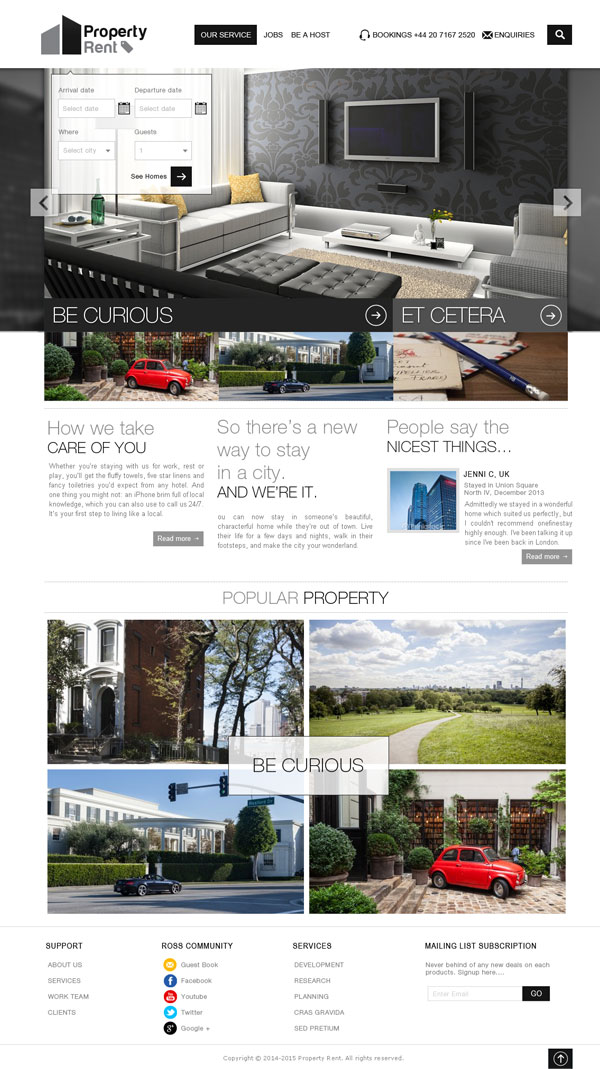 Property
Rent
OUR SERVICE JOBS BE A HOST BOOKINGS +44 20 7167 2520 ENQUIRIES
Arrival date Departure date
Select date Select date
Where Guests
Select city 1
See Homes
BE CURIOUS
ET CETERA
How we take
CARE OF YOU
Whether you're staying with us for work, rest or
play, you'll get the fluffy towels, five star linens and
fancy toiletries you'd expect from any hotel. And
one thing you might not: an iPhone brim full of local
knowledge, which you can also use to call us 24/7.
It's your first step to living like a local.
Read more
So there's a new
way to stay
in a city.
AND WE'RE IT.
ou can now stay in someone's beautiful,
characterful home while they're out of town. Live
their life for a few days and nights, walk in their
footsteps, and make the city your wonderland.
People say the
NICEST THINGS...
JENNI C, UK
Stayed in Union Square
North IV, December 2013
Admittedly we stayed in a wonderful
home which suited us perfectly, but
I couldn't recommend onefinestay
highly enough. I've been talking it up
since I've been back in London.
Read more
POPULAR PROPERTY
BE CURIOUS
SUPPORT
ABOUT US
SERVICES
WORK TEAM
CLIENTS
ROSS COMMUNITY
Guest Book
Facebook
Youtube
Twitter
Google +
SERVICES
DEVELOPMENT
RESEARCH
PLANNING
CRAS GRAVIDA
SED PRETIUM
MAILING LIST SUBSCRIPTION
Never behind of any new deals on each
products. Signup here....
Enter Email GO
Copyright © 2014-2015 Property Rent. All rights reserved.